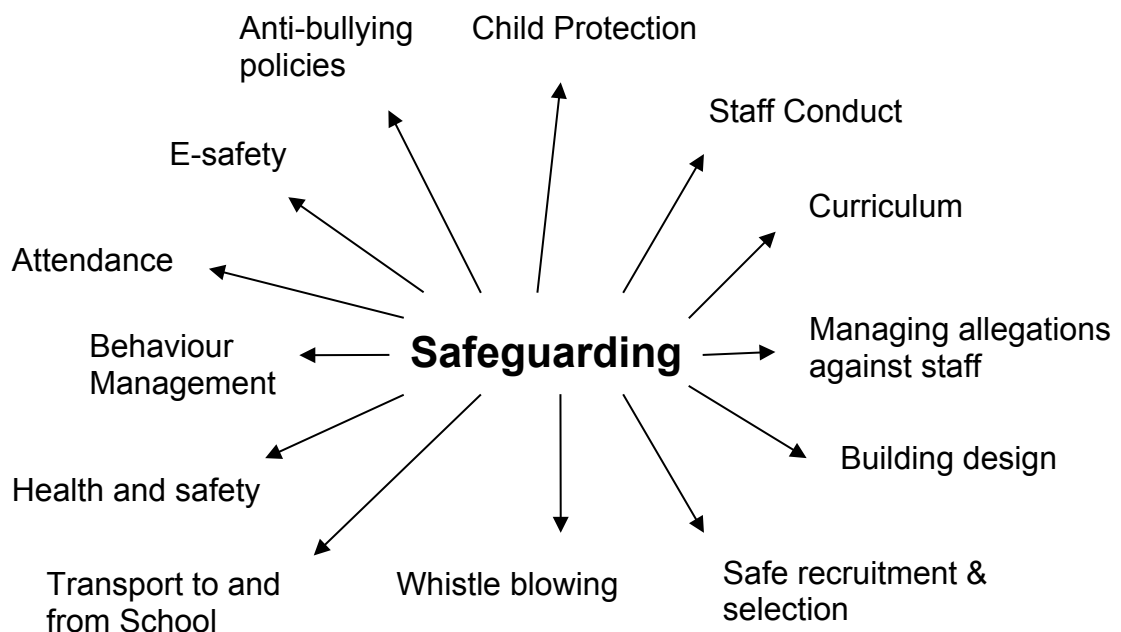 Anti-bullying
policies
Child Protection
Staff Conduct
E-safety
Curriculum
Attendance
Behaviour
Management
Safeguarding
Managing allegations
against staff
Building design
Health and safety
Transport to and
from School
Whistle blowing
Safe recruitment &
selection